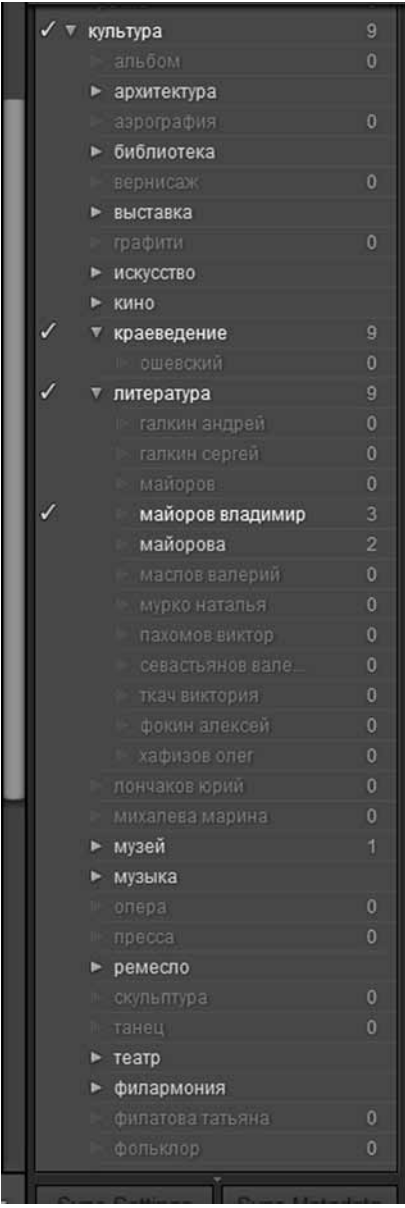 культура 9
альбом 0
архитектура
аэрография 0
библиотека
вернисаж 0
выставка
графити 0
искусство
кино
краеведение 9
ошевский 0
литература 9
галкин андрей 0
галкин сергей 0
майоров 0
майоров владимир 3
майорова 2
маслов валерий 0
мурко наталья 0
пахомов виктор 0
севастьянов вале... 0
ткач виктория 0
фокин алексей 0
хафизов олег 0
лончаков юрий 0
михалева марина 0
музей 1
музыка
опера 0
пресса 0
ремесло
скульптура 0
танец 0
театр
филармония
филатова татьяна 0
фольклор 0